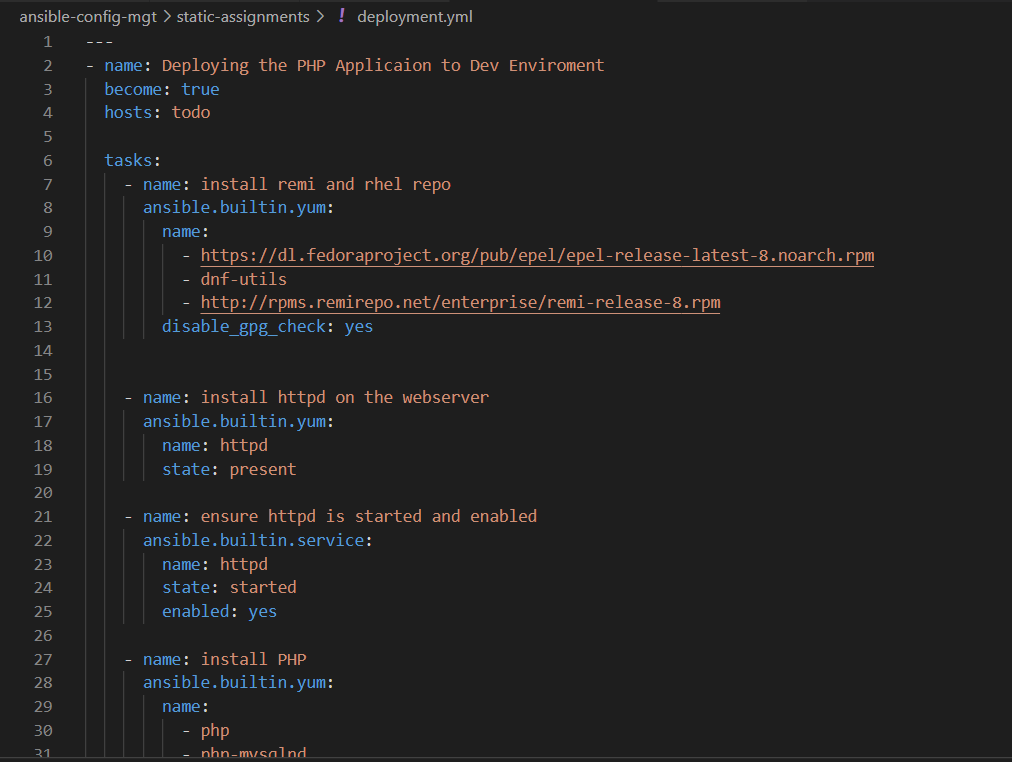 ansible-config-mgt > static-assignments > ! deployment.yml
1 ---
2 - name: Deploying the PHP Applicaion to Dev Enviroment
3 become: true
4 hosts: todo
5
6 tasks:
7 - name: install remi and rhel repo
8 ansible.builtin.yum:
9 name:
10 - https://dl.fedoraproject.org/pub/epel/epel-release-latest-8.noarch.rpm
11 - dnf-utils
12 - http://rpms.remirepo.net/enterprise/remi-release-8.rpm
13 disable_gpg_check: yes
14
15
16 - name: install httpd on the webserver
17 ansible.builtin.yum:
18 name: httpd
19 state: present
20
21 - name: ensure httpd is started and enabled
22 ansible.builtin.service:
23 name: httpd
24 state: started
25 enabled: yes
26
27 - name: install PHP
28 ansible.builtin.yum:
29 name:
30 - php
31 - php-mysqlnd